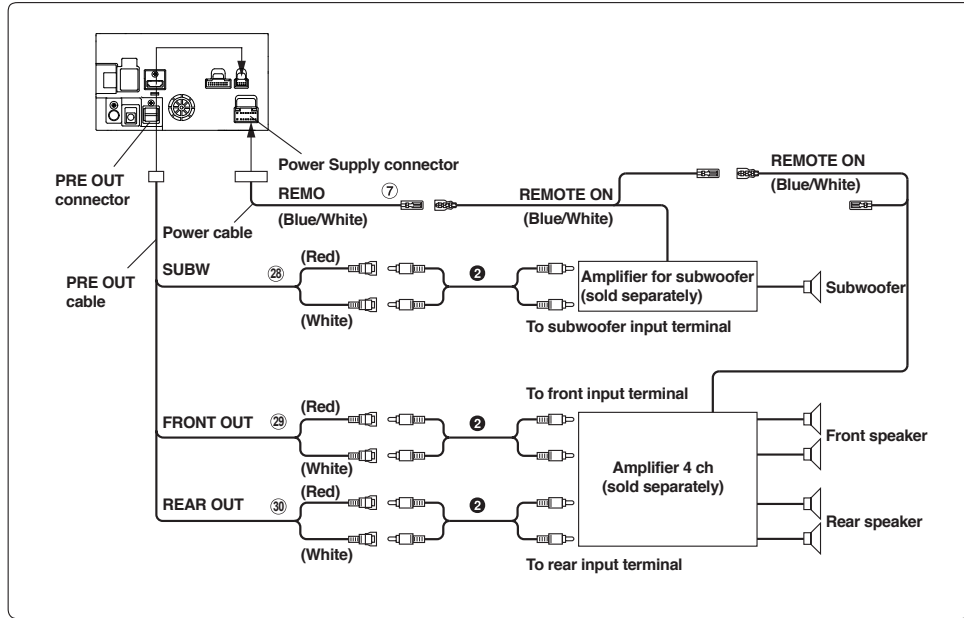 Power Supply connector
PRE OUT
connector
REMOTE ON
(Blue/White)
REMO
⑦
(Blue/White)
REMOTE ON
(Blue/White)
Power cable
PRE OUT
cable
SUBW
㉘
(Red)
(White)
❷
Amplifier for subwoofer
(sold separately)
Subwoofer
To subwoofer input terminal
To front input terminal
FRONT OUT
㉙
(Red)
(White)
❷
Amplifier 4 ch
(sold separately)
Front speaker
REAR OUT
㉚
(Red)
(White)
❷
Rear speaker
To rear input terminal